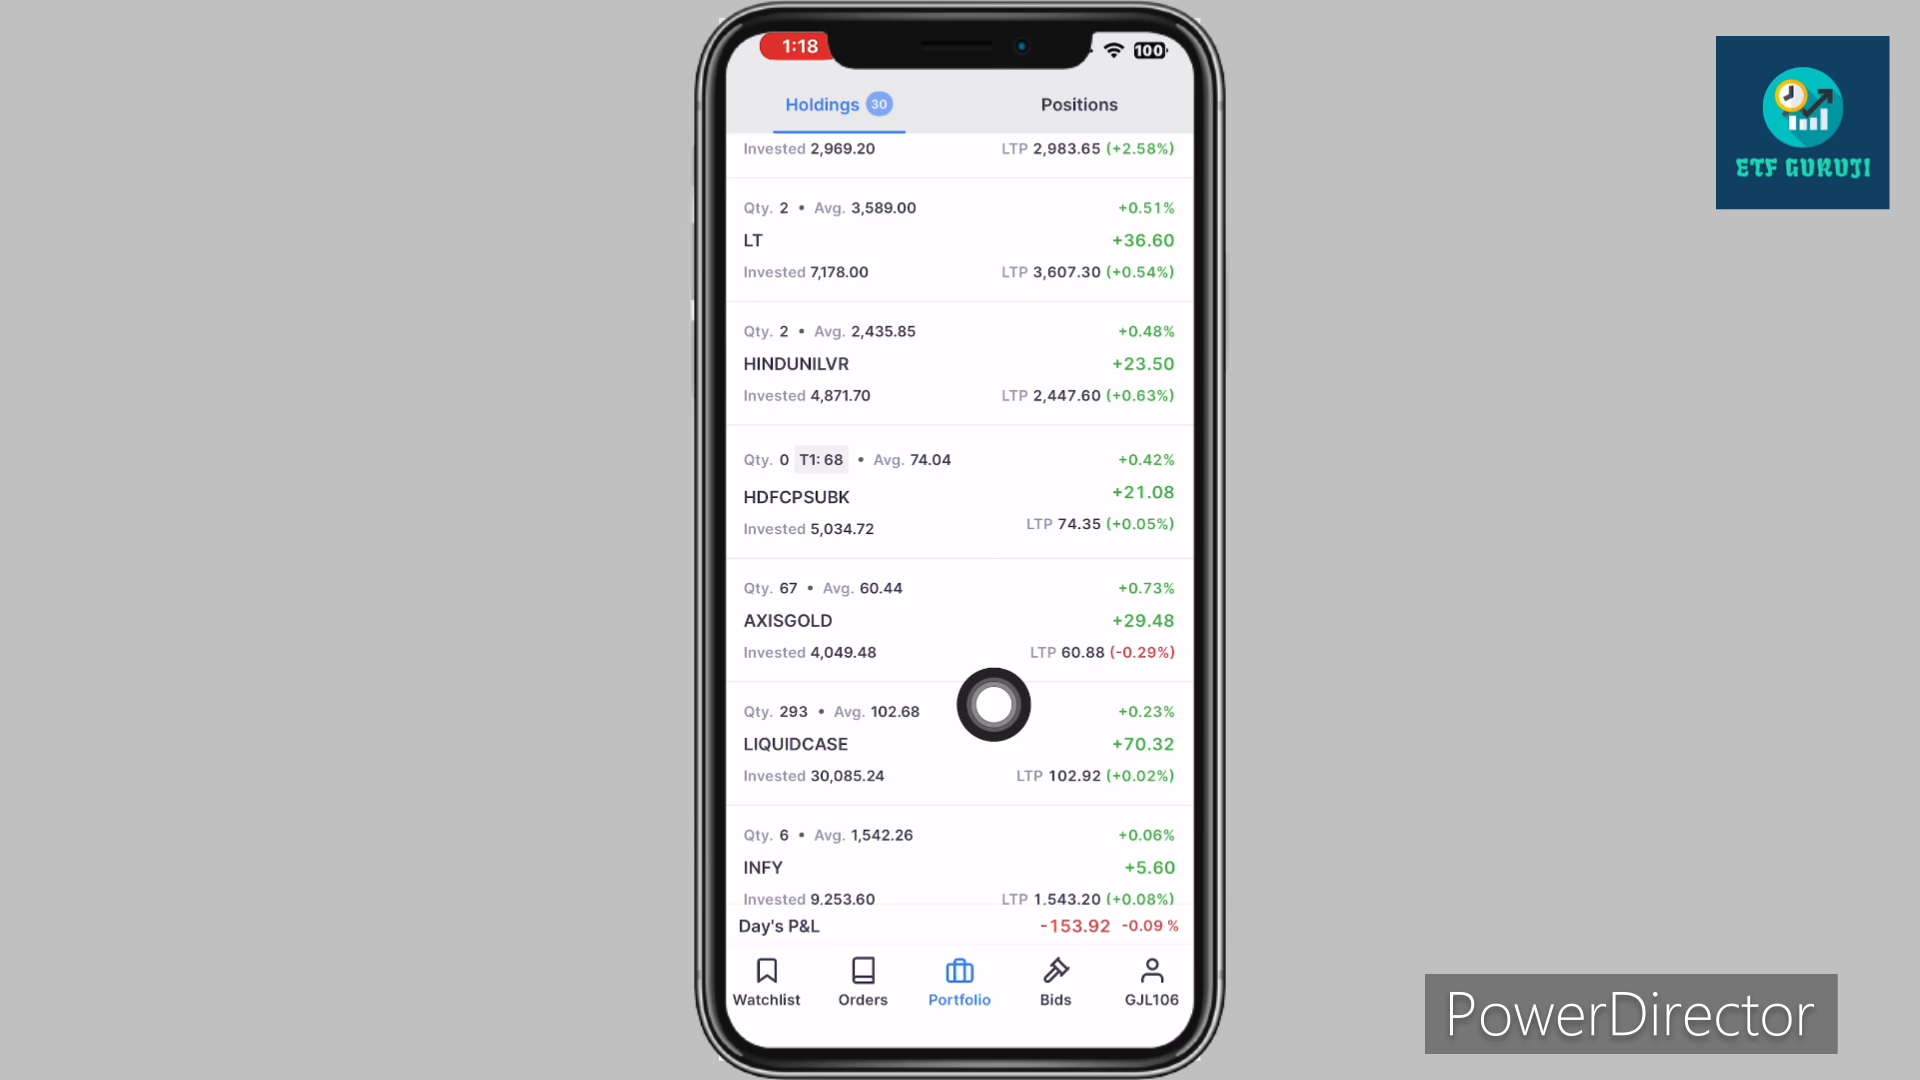 1:18
100
Holdings 30
Positions
Invested 2,969.20
LTP 2,983.65 (+2.58%)
Qty. 2 • Avg. 3,589.00
+0.51%
LT
+36.60
Invested 7,178.00
LTP 3,607.30 (+0.54%)
Qty. 2 • Avg. 2,435.85
+0.48%
HINDUNILVR
+23.50
Invested 4,871.70
LTP 2,447.60 (+0.63%)
Qty. 0 T1: 68 • Avg. 74.04
+0.42%
HDFCPSUBK
+21.08
Invested 5,034.72
LTP 74.35 (+0.05%)
Qty. 67 • Avg. 60.44
+0.73%
AXISGOLD
+29.48
Invested 4,049.48
LTP 60.88 (-0.29%)
Qty. 293 • Avg. 102.68
+0.23%
LIQUIDCASE
+70.32
Invested 30,085.24
LTP 102.92 (+0.02%)
Qty. 6 • Avg. 1,542.26
+0.06%
INFY
+5.60
Invested 9,253.60
LTP 1,543.20 (+0.08%)
Day's P&L
-153.92 -0.09 %
Watchlist
Orders
Portfolio
Bids
GJL106
ETF GURUJI
PowerDirector